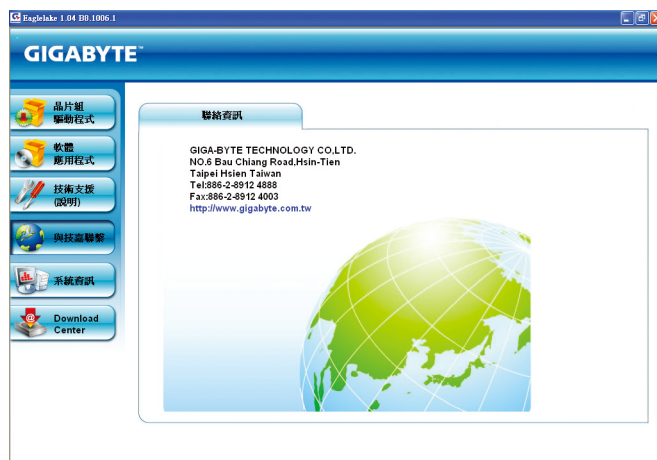 Eaglelake 1.04 B8.1006.1
GIGABYTE™
晶片組
驅動程式
軟體
應用程式
技術支援
(說明)
與技嘉聯繫
系統資訊
Download
Center
聯絡資訊
GIGA-BYTE TECHNOLOGY CO,LTD.
NO.6 Bau Chiang Road,Hsin-Tien
Taipei Hsien Taiwan
Tel:886-2-8912 4888
Fax:886-2-8912 4003
http://www.gigabyte.com.tw